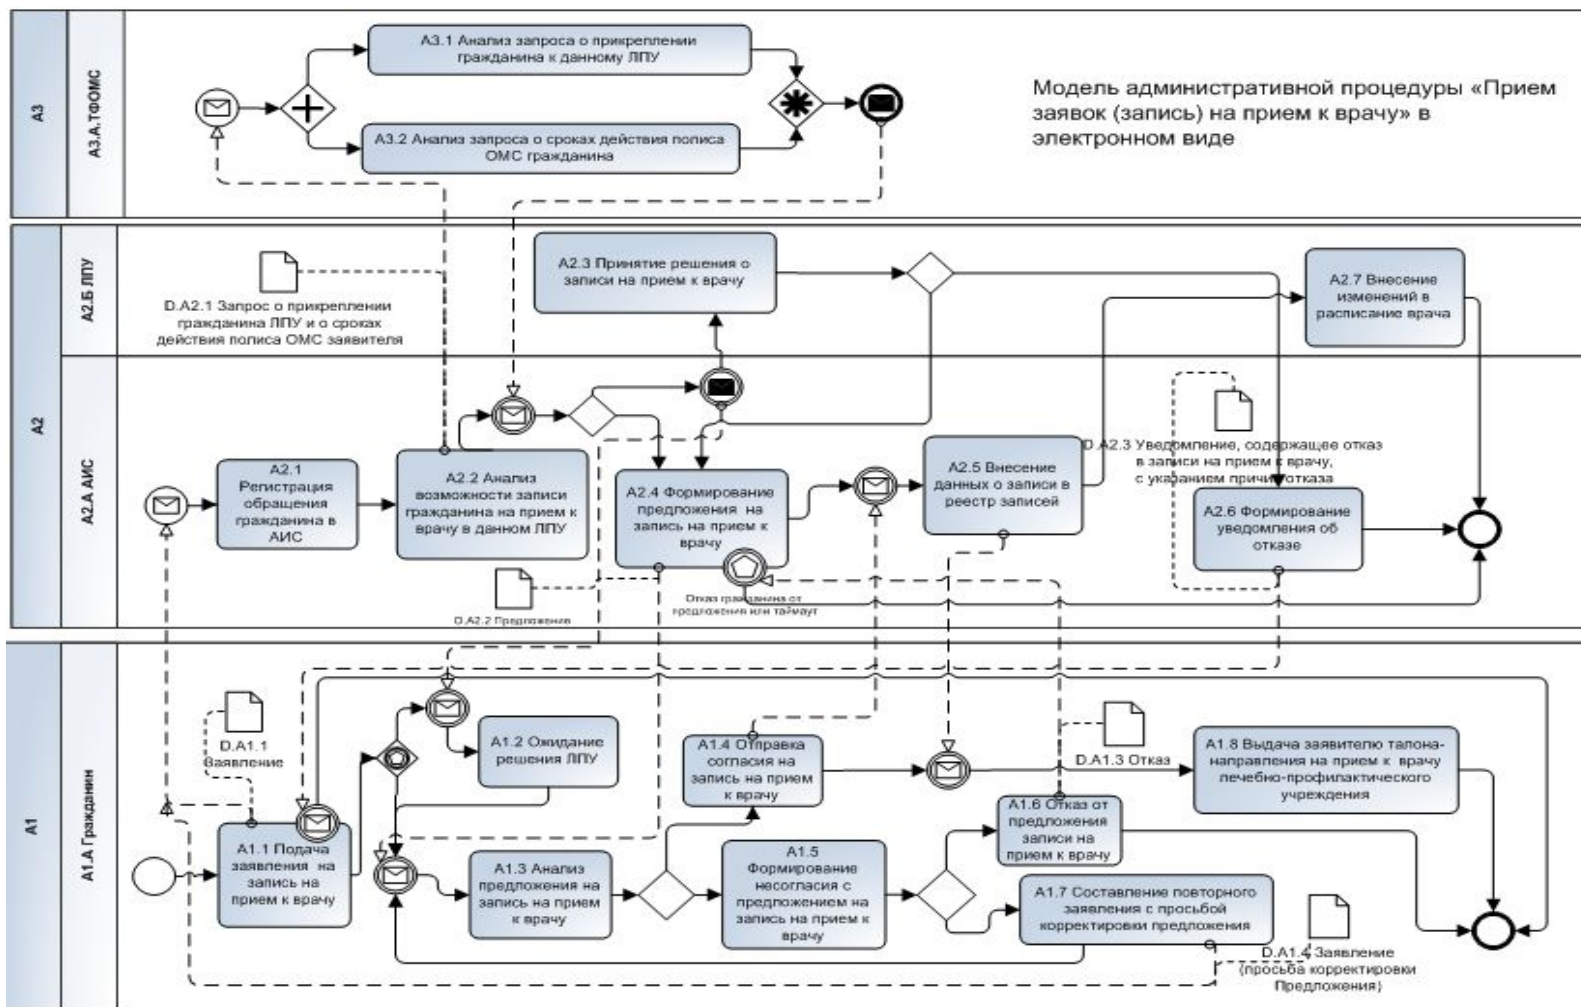 А3
А3.А.ТФОМС
А3.1 Анализ запроса о прикреплении
гражданина к данному ЛПУ
А3.2 Анализ запроса о сроках действия полиса
ОМС гражданина
Модель административной процедуры «Прием
заявок (запись) на прием к врачу» в
электронном виде
А2
А2.Б ЛПУ
D.A2.1 Запрос о прикреплении
гражданина ЛПУ и о сроках
действия полиса ОМС заявителя
А2.3 Принятие решения о
записи на прием к врачу
А2.7 Внесение
изменений в
расписание врача
А2.А АИС
А2.1
Регистрация
обращения
гражданина в
АИС
А2.2 Анализ
возможности записи
гражданина на прием к
врачу в данном ЛПУ
D.A2.2 Предложение
А2.4 Формирование
предложения на
запись на прием к
врачу
Отказ гражданина от
предложения или таймаут
А2.5 Внесение
данных о записи в
реестр записей
D.A2.3 Уведомление, содержащее отказ
в записи на прием к врачу,
с указанием причин отказа
А2.6 Формирование
уведомления об
отказе
А1
А1.А Гражданин
D.A1.1
Заявление
А1.1 Подача
заявления на
запись на
прием к врачу
А1.2 Ожидание
решения ЛПУ
А1.3 Анализ
предложения на
запись на прием
к врачу
А1.4 Отправка
согласия на
запись на прием
к врачу
А1.5
Формирование
несогласия с
предложением на
запись на прием к
врачу
D.A1.3 Отказ
А1.6 Отказ от
предложения
записи на
прием к врачу
А1.7 Составление повторного
заявления с просьбой
корректировки предложения
А1.8 Выдача заявителю талона-
направления на прием к врачу
лечебно-профилактического
учреждения
D.A1.4 Заявление
(просьба корректировки
Предложения)